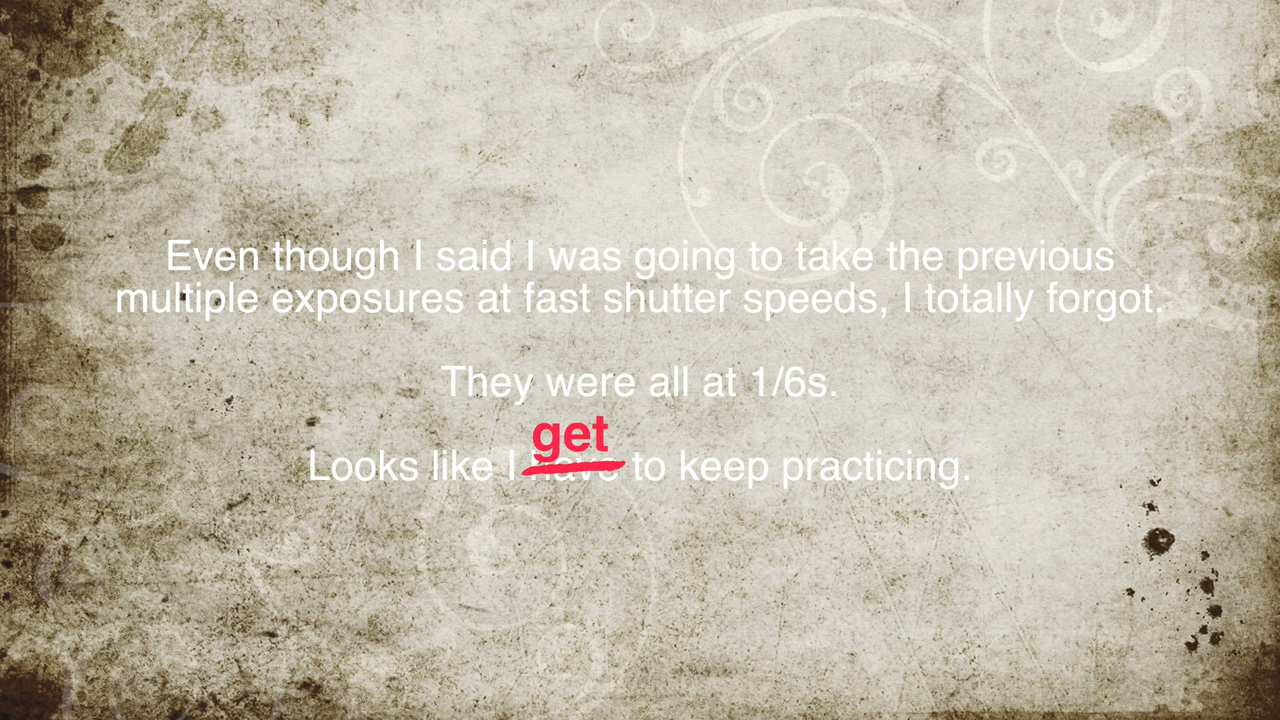 Even though I said I was going to take the previous
multiple exposures at fast shutter speeds, I totally forgot.
They were all at 1/6s.
get
Looks like I have to keep practicing.